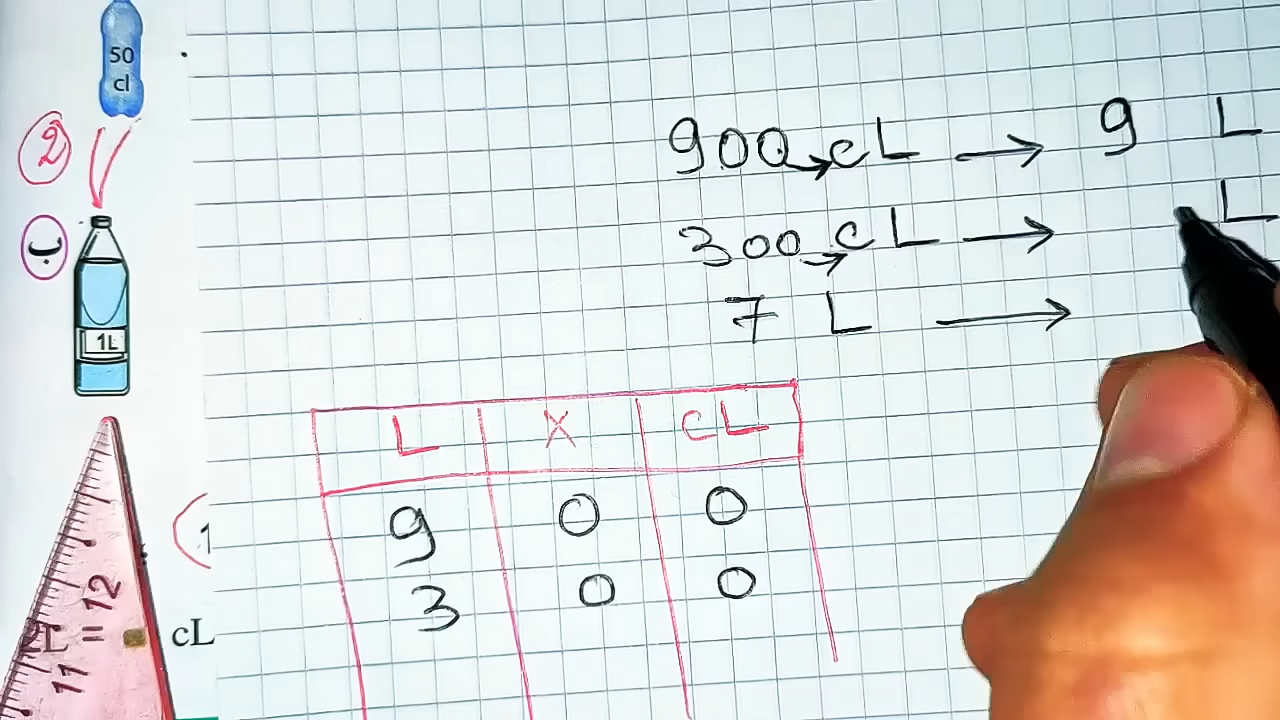 50
cl
2
ب
1L
900 cL → 9 L
300 cL → L
7 L →
L X cL
9 0 0
3 0 0
1
11 12
cL